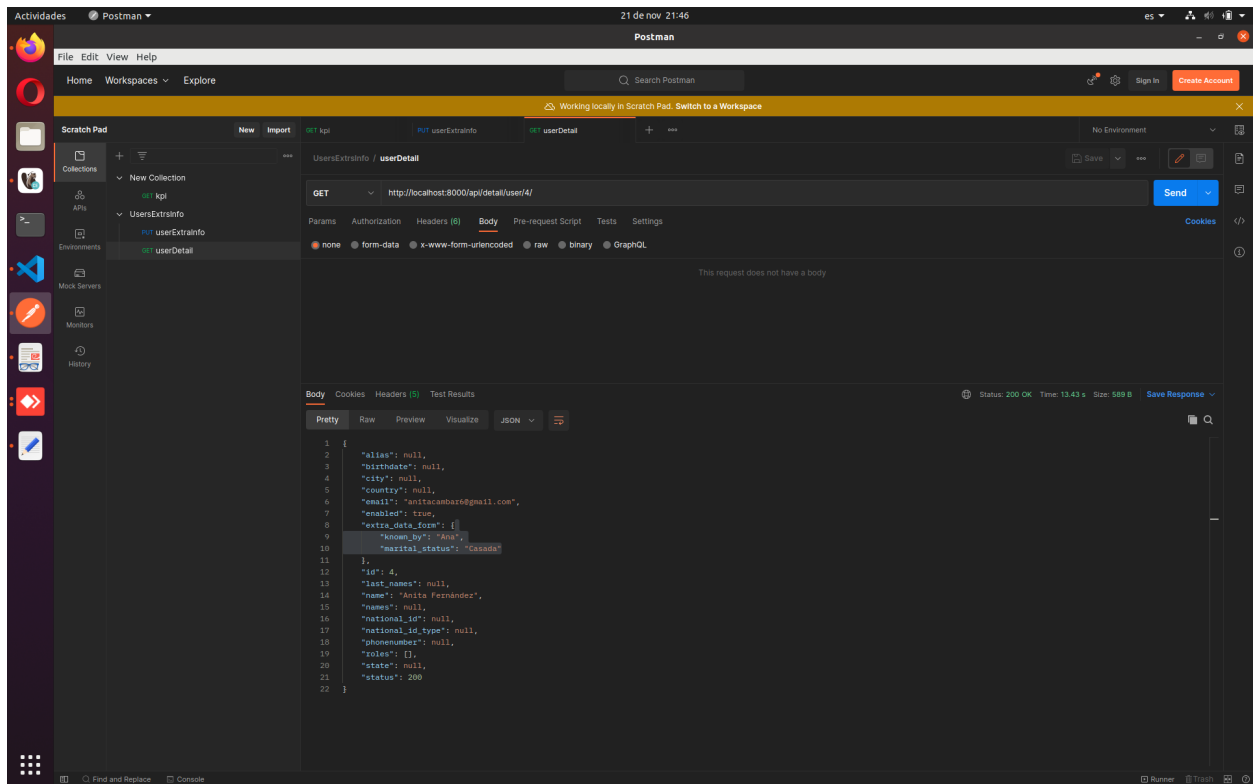 Actividades Postman 21 de nov 21:46 es
Postman
File Edit View Help
Home Workspaces Explore Search Postman Sign In Create Account
Working locally in Scratch Pad. Switch to a Workspace
Scratch Pad New Import GET kpi PUT userExtraInfo GET userDetail No Environment
Collections
APIs
Environments
Mock Servers
Monitors
History
New Collection
GET kpi
UsersExtrsInfo
PUT userExtraInfo
GET userDetail
UsersExtrsInfo / userDetail Save
GET http://localhost:8000/api/detail/user/4/ Send
Params Authorization Headers (6) Body Pre-request Script Tests Settings Cookies
none form-data x-www-form-urlencoded raw binary GraphQL
This request does not have a body
Body Cookies Headers (5) Test Results Status: 200 OK Time: 13.43 s Size: 589 B Save Response
Pretty Raw Preview Visualize JSON
1 {
2 "alias": null,
3 "birthdate": null,
4 "city": null,
5 "country": null,
6 "email": "anitacambar6@gmail.com",
7 "enabled": true,
8 "extra_data_form": {
9 "known_by": "Ana",
10 "marital_status": "Casada"
11 },
12 "id": 4,
13 "last_names": null,
14 "name": "Anita Fernández",
15 "names": null,
16 "national_id": null,
17 "national_id_type": null,
18 "phonenumber": null,
19 "roles": [],
20 "state": null,
21 "status": 200
22 }
Find and Replace Console Runner Trash